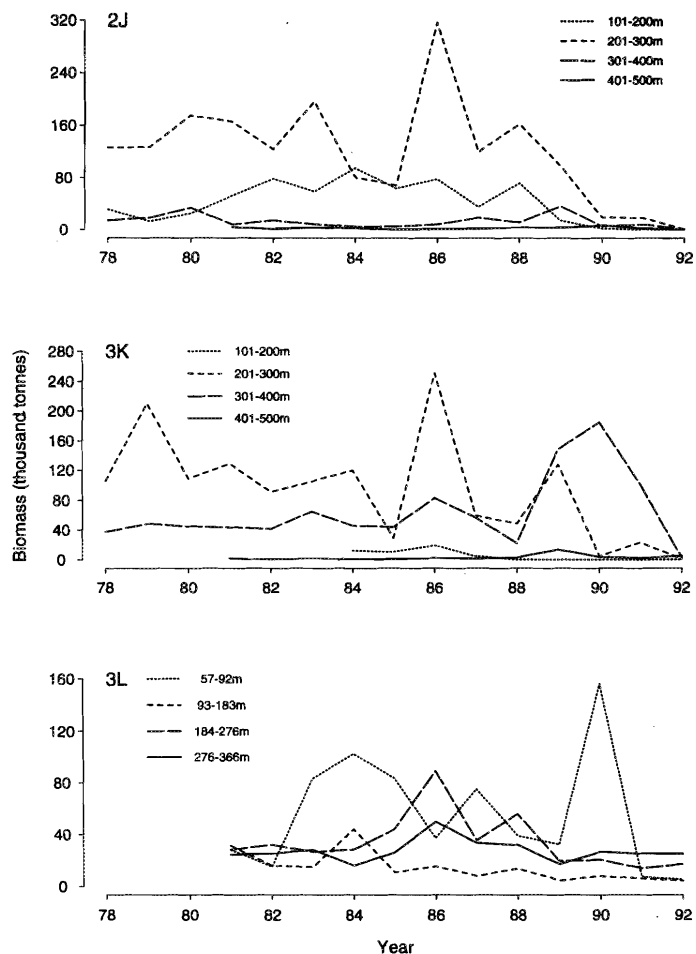 2J
101-200m
201-300m
301-400m
401-500m
320
240
160
80
0
78 80 82 84 86 88 90 92
3K
101-200m
201-300m
301-400m
401-500m
280
240
200
160
120
80
40
0
78 80 82 84 86 88 90 92
Biomass (thousand tonnes)
3L
57-92m
93-183m
184-276m
276-366m
160
120
80
40
0
78 80 82 84 86 88 90 92
Year